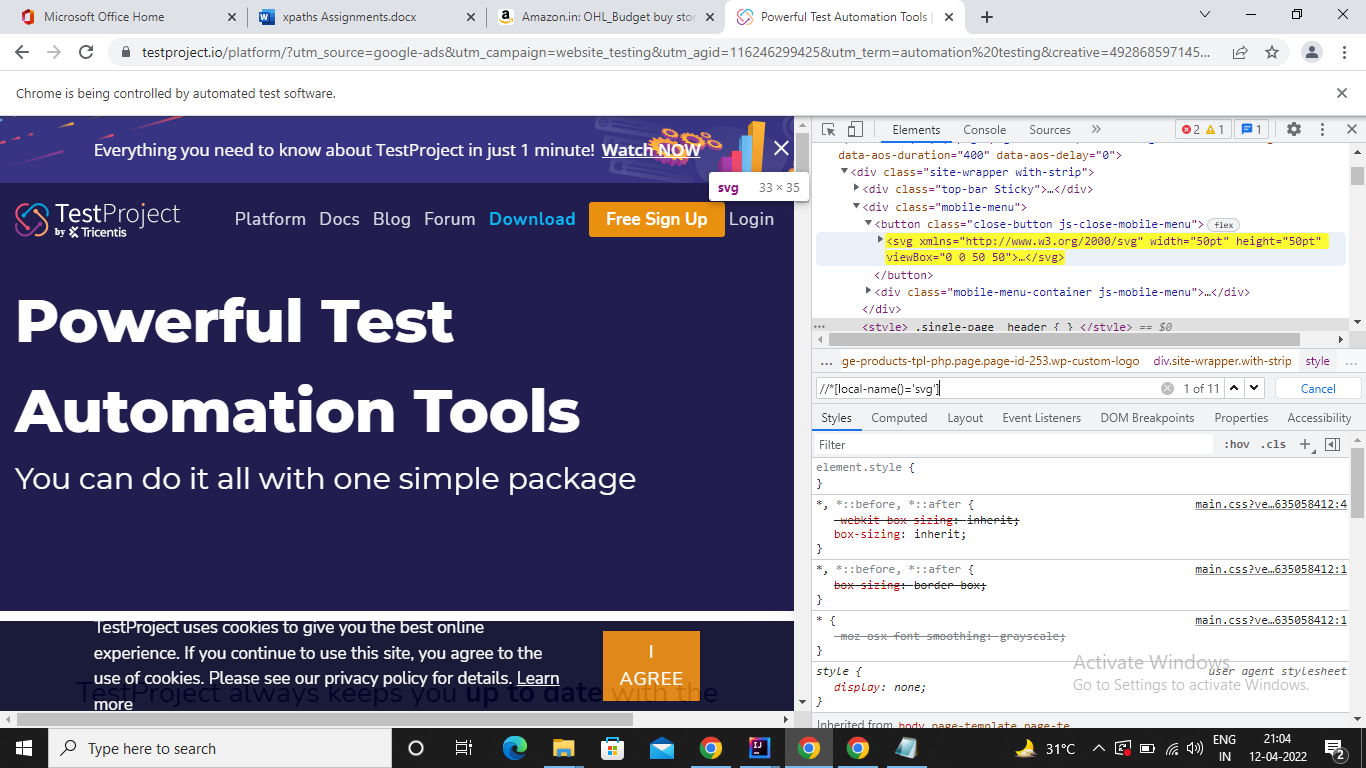 Microsoft Office Home
xpaths Assignments.docx
Amazon.in: OHL_Budget buy stor
Powerful Test Automation Tools |
testproject.io/platform/?utm_source=google-ads&utm_campaign=website_testing&utm_agid=116246299425&utm_term=automation%20testing&creative=492868597145...
Chrome is being controlled by automated test software.
Everything you need to know about TestProject in just 1 minute! Watch NOW
svg 33 × 35
TestProject
by Tricentis
Platform Docs Blog Forum Download Free Sign Up Login
Powerful Test
Automation Tools
You can do it all with one simple package
TestProject uses cookies to give you the best online
experience. If you continue to use this site, you agree to the
use of cookies. Please see our privacy policy for details. Learn
more
I
AGREE
TestProject always keeps you up to date with the
Elements Console Sources » 2 1 1
data-aos-duration="400" data-aos-delay="0">
<div class="site-wrapper with-strip">
<div class="top-bar Sticky">…</div>
<div class="mobile-menu">
<button class="close-button js-close-mobile-menu"> flex
<svg xmlns="http://www.w3.org/2000/svg" width="50pt" height="50pt"
viewBox="0 0 50 50">…</svg>
</button>
<div class="mobile-menu-container js-mobile-menu">…</div>
</div>
<style> .single-page__header { } </style> == $0
... ge-products-tpl-php.page.page-id-253.wp-custom-logo div.site-wrapper.with-strip style ...
//*[local-name()='svg'] 1 of 11 Cancel
Styles Computed Layout Event Listeners DOM Breakpoints Properties Accessibility
Filter :hov .cls +
element.style {
}
*, *::before, *::after { main.css?ve…635058412:4
-webkit-box-sizing: inherit;
box-sizing: inherit;
}
*, *::before, *::after { main.css?ve…635058412:1
box-sizing: border-box;
}
* { main.css?ve…635058412:1
-moz-osx-font-smoothing: grayscale;
}
style { user agent stylesheet
display: none;
}
Inherited from body.page-template.page-te…
Activate Windows
Go to Settings to activate Windows.
Type here to search
31°C
ENG
IN
21:04
12-04-2022
2